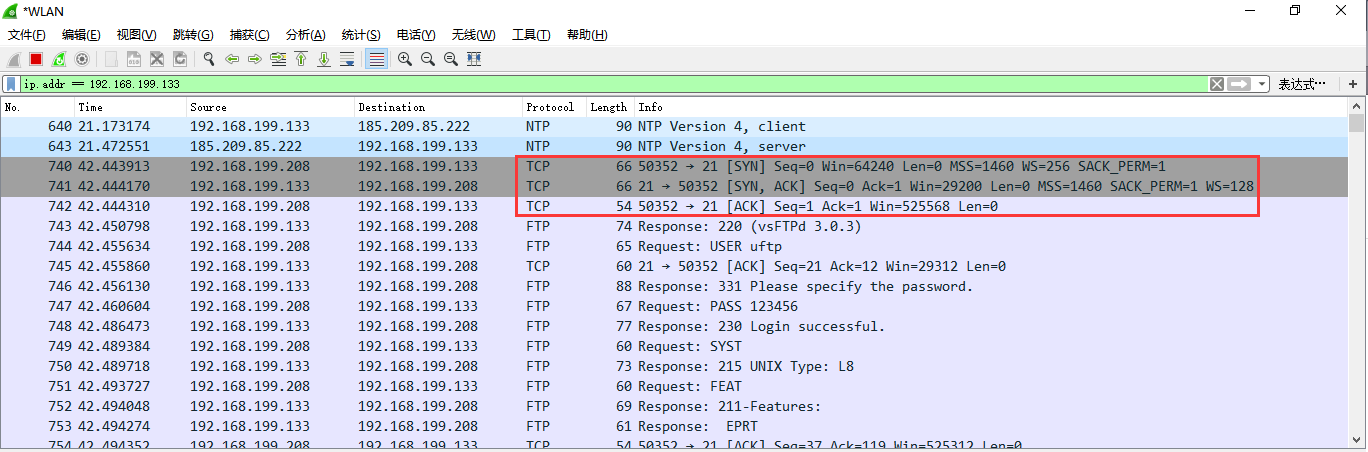 *WLAN
文件(F) 编辑(E) 视图(V) 跳转(G) 捕获(C) 分析(A) 统计(S) 电话(Y) 无线(W) 工具(T) 帮助(H)
ip.addr == 192.168.199.133 表达式… +
No. Time Source Destination Protocol Length Info
640 21.173174 192.168.199.133 185.209.85.222 NTP 90 NTP Version 4, client
643 21.472551 185.209.85.222 192.168.199.133 NTP 90 NTP Version 4, server
740 42.443913 192.168.199.208 192.168.199.133 TCP 66 50352 → 21 [SYN] Seq=0 Win=64240 Len=0 MSS=1460 WS=256 SACK_PERM=1
741 42.444170 192.168.199.133 192.168.199.208 TCP 66 21 → 50352 [SYN, ACK] Seq=0 Ack=1 Win=29200 Len=0 MSS=1460 SACK_PERM=1 WS=128
742 42.444310 192.168.199.208 192.168.199.133 TCP 54 50352 → 21 [ACK] Seq=1 Ack=1 Win=525568 Len=0
743 42.450798 192.168.199.133 192.168.199.208 FTP 74 Response: 220 (vsFTPd 3.0.3)
744 42.455634 192.168.199.208 192.168.199.133 FTP 65 Request: USER uftp
745 42.455860 192.168.199.133 192.168.199.208 TCP 60 21 → 50352 [ACK] Seq=21 Ack=12 Win=29312 Len=0
746 42.456130 192.168.199.133 192.168.199.208 FTP 88 Response: 331 Please specify the password.
747 42.460604 192.168.199.208 192.168.199.133 FTP 67 Request: PASS 123456
748 42.486473 192.168.199.133 192.168.199.208 FTP 77 Response: 230 Login successful.
749 42.489384 192.168.199.208 192.168.199.133 FTP 60 Request: SYST
750 42.489718 192.168.199.133 192.168.199.208 FTP 73 Response: 215 UNIX Type: L8
751 42.493727 192.168.199.208 192.168.199.133 FTP 60 Request: FEAT
752 42.494048 192.168.199.133 192.168.199.208 FTP 69 Response: 211-Features:
753 42.494274 192.168.199.133 192.168.199.208 FTP 61 Response: EPRT
754 42.494352 192.168.199.208 192.168.199.133 TCP 54 50352 → 21 [ACK] Seq=37 Ack=119 Win=525312 Len=0